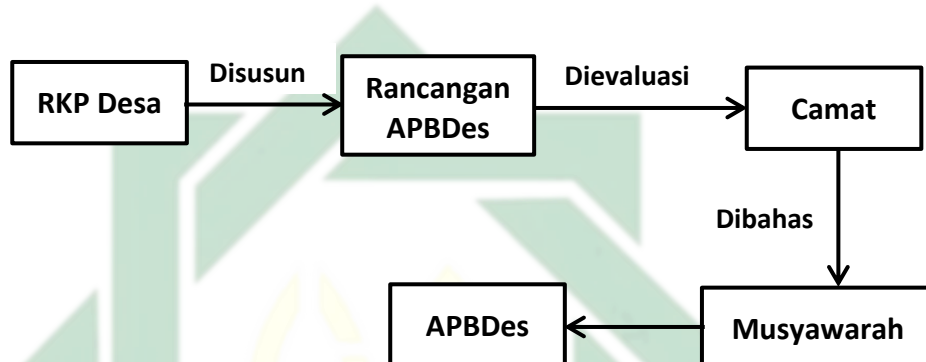 RKP Desa
Disusun
Rancangan
APBDes
Dievaluasi
Camat
Dibahas
Musyawarah
APBDes